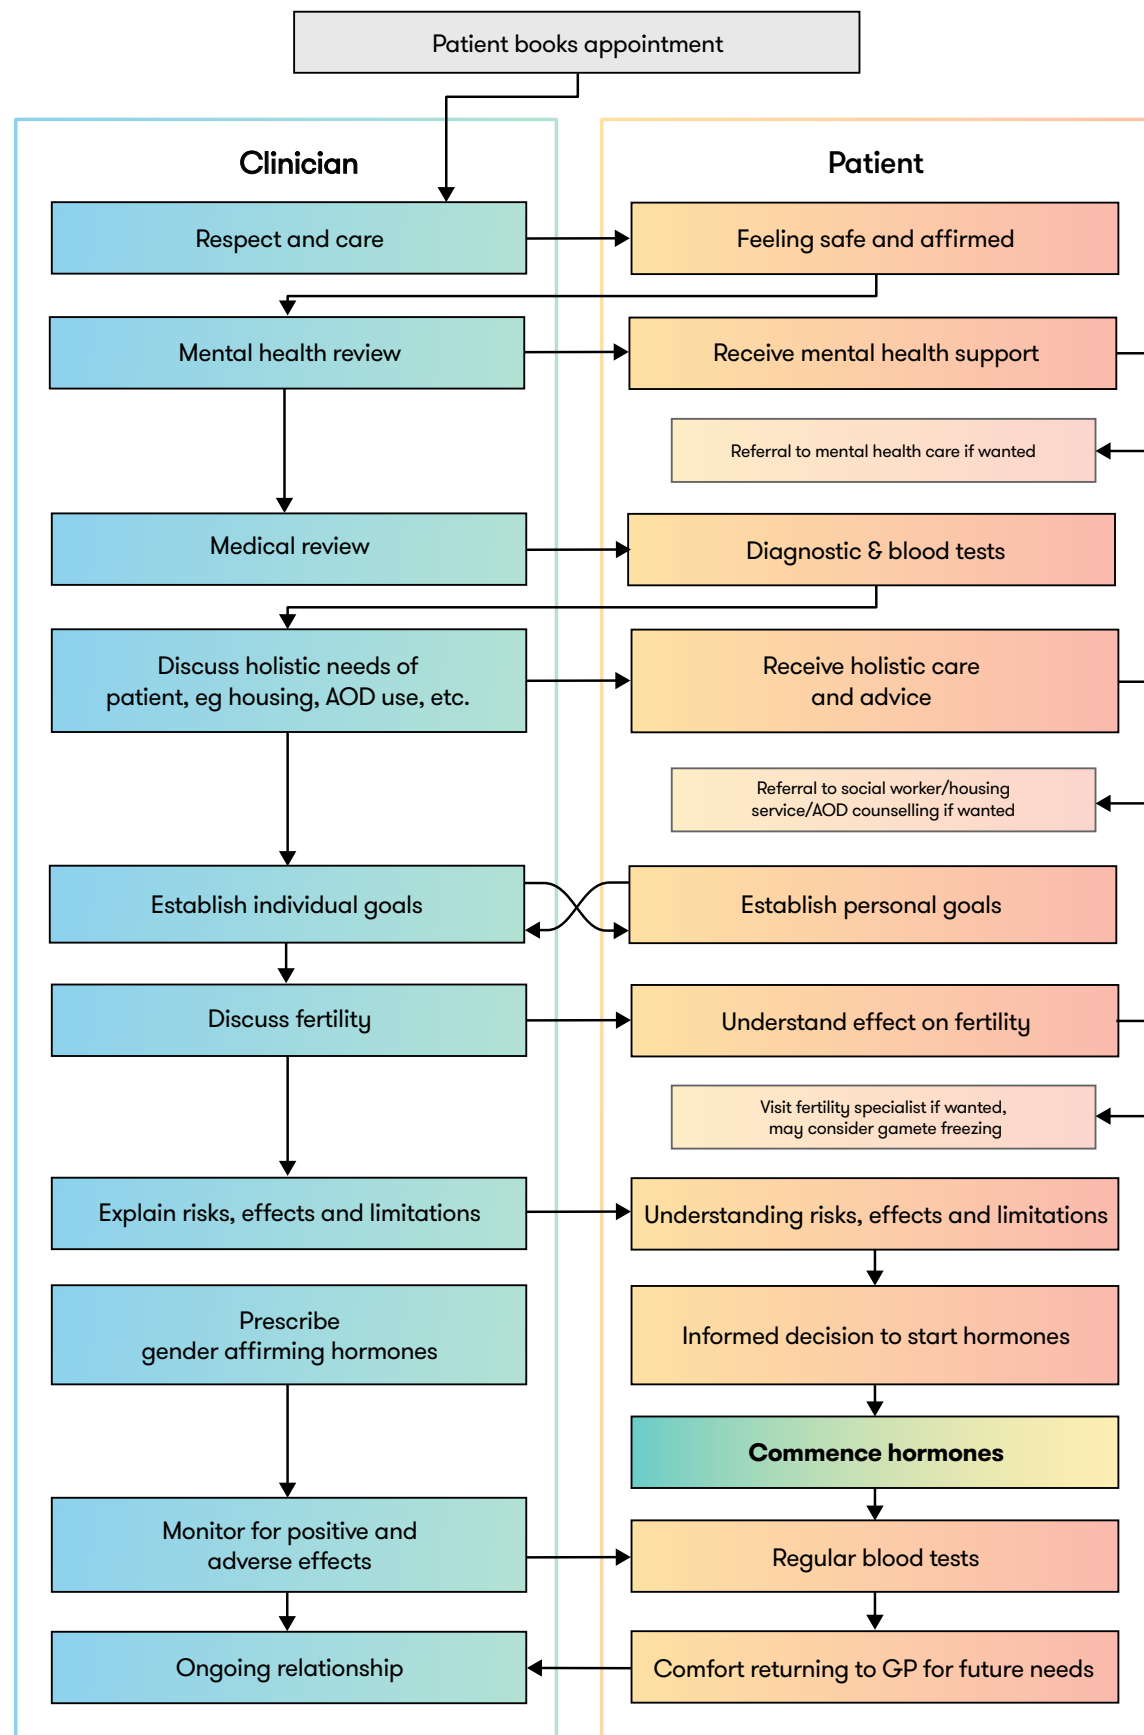 Patient books appointment
Clinician
Patient
Respect and care
Feeling safe and affirmed
Mental health review
Receive mental health support
Referral to mental health care if wanted
Medical review
Diagnostic & blood tests
Discuss holistic needs of
patient, eg housing, AOD use, etc.
Receive holistic care
and advice
Referral to social worker/housing
service/AOD counselling if wanted
Establish individual goals
Establish personal goals
Discuss fertility
Understand effect on fertility
Visit fertility specialist if wanted,
may consider gamete freezing
Explain risks, effects and limitations
Understanding risks, effects and limitations
Prescribe
gender affirming hormones
Informed decision to start hormones
Commence hormones
Monitor for positive and
adverse effects
Regular blood tests
Ongoing relationship
Comfort returning to GP for future needs